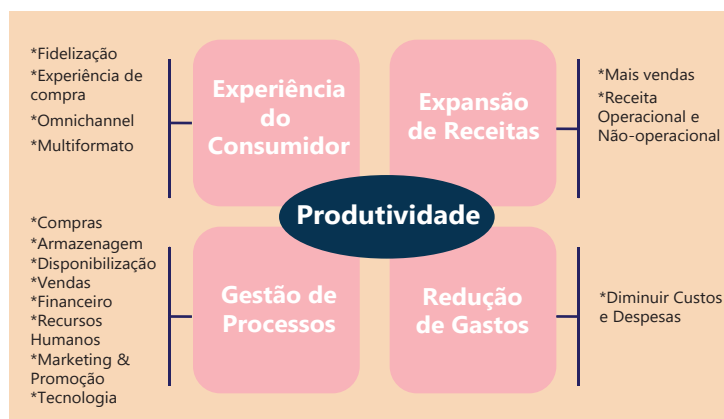 *Fidelização
*Experiência de
compra
*Omnichannel
*Multiformato
Experiência
do
Consumidor
Expansão
de Receitas
*Mais vendas
*Receita
Operacional e
Não-operacional
Produtividade
*Compras
*Armazenagem
*Disponibilização
*Vendas
*Financeiro
*Recursos
Humanos
*Marketing &
Promoção
*Tecnologia
Gestão de
Processos
Redução
de Gastos
*Diminuir Custos
e Despesas